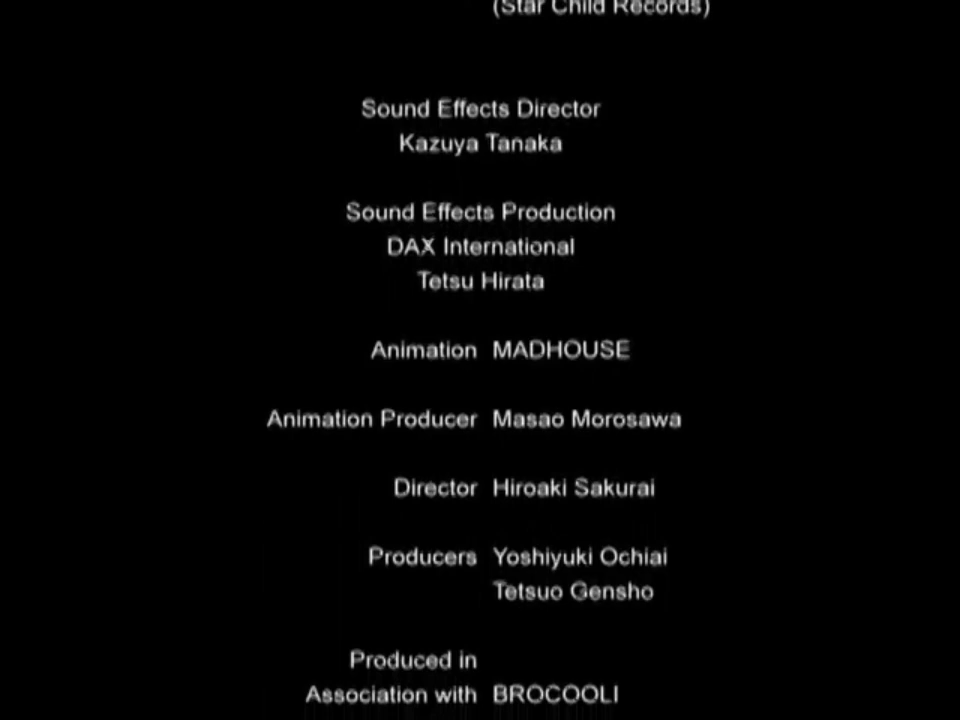 (Star Child Records)
Sound Effects Director
Kazuya Tanaka
Sound Effects Production
DAX International
Tetsu Hirata
Animation MADHOUSE
Animation Producer Masao Morosawa
Director Hiroaki Sakurai
Producers Yoshiyuki Ochiai
Tetsuo Gensho
Produced in
Association with BROCOOLI